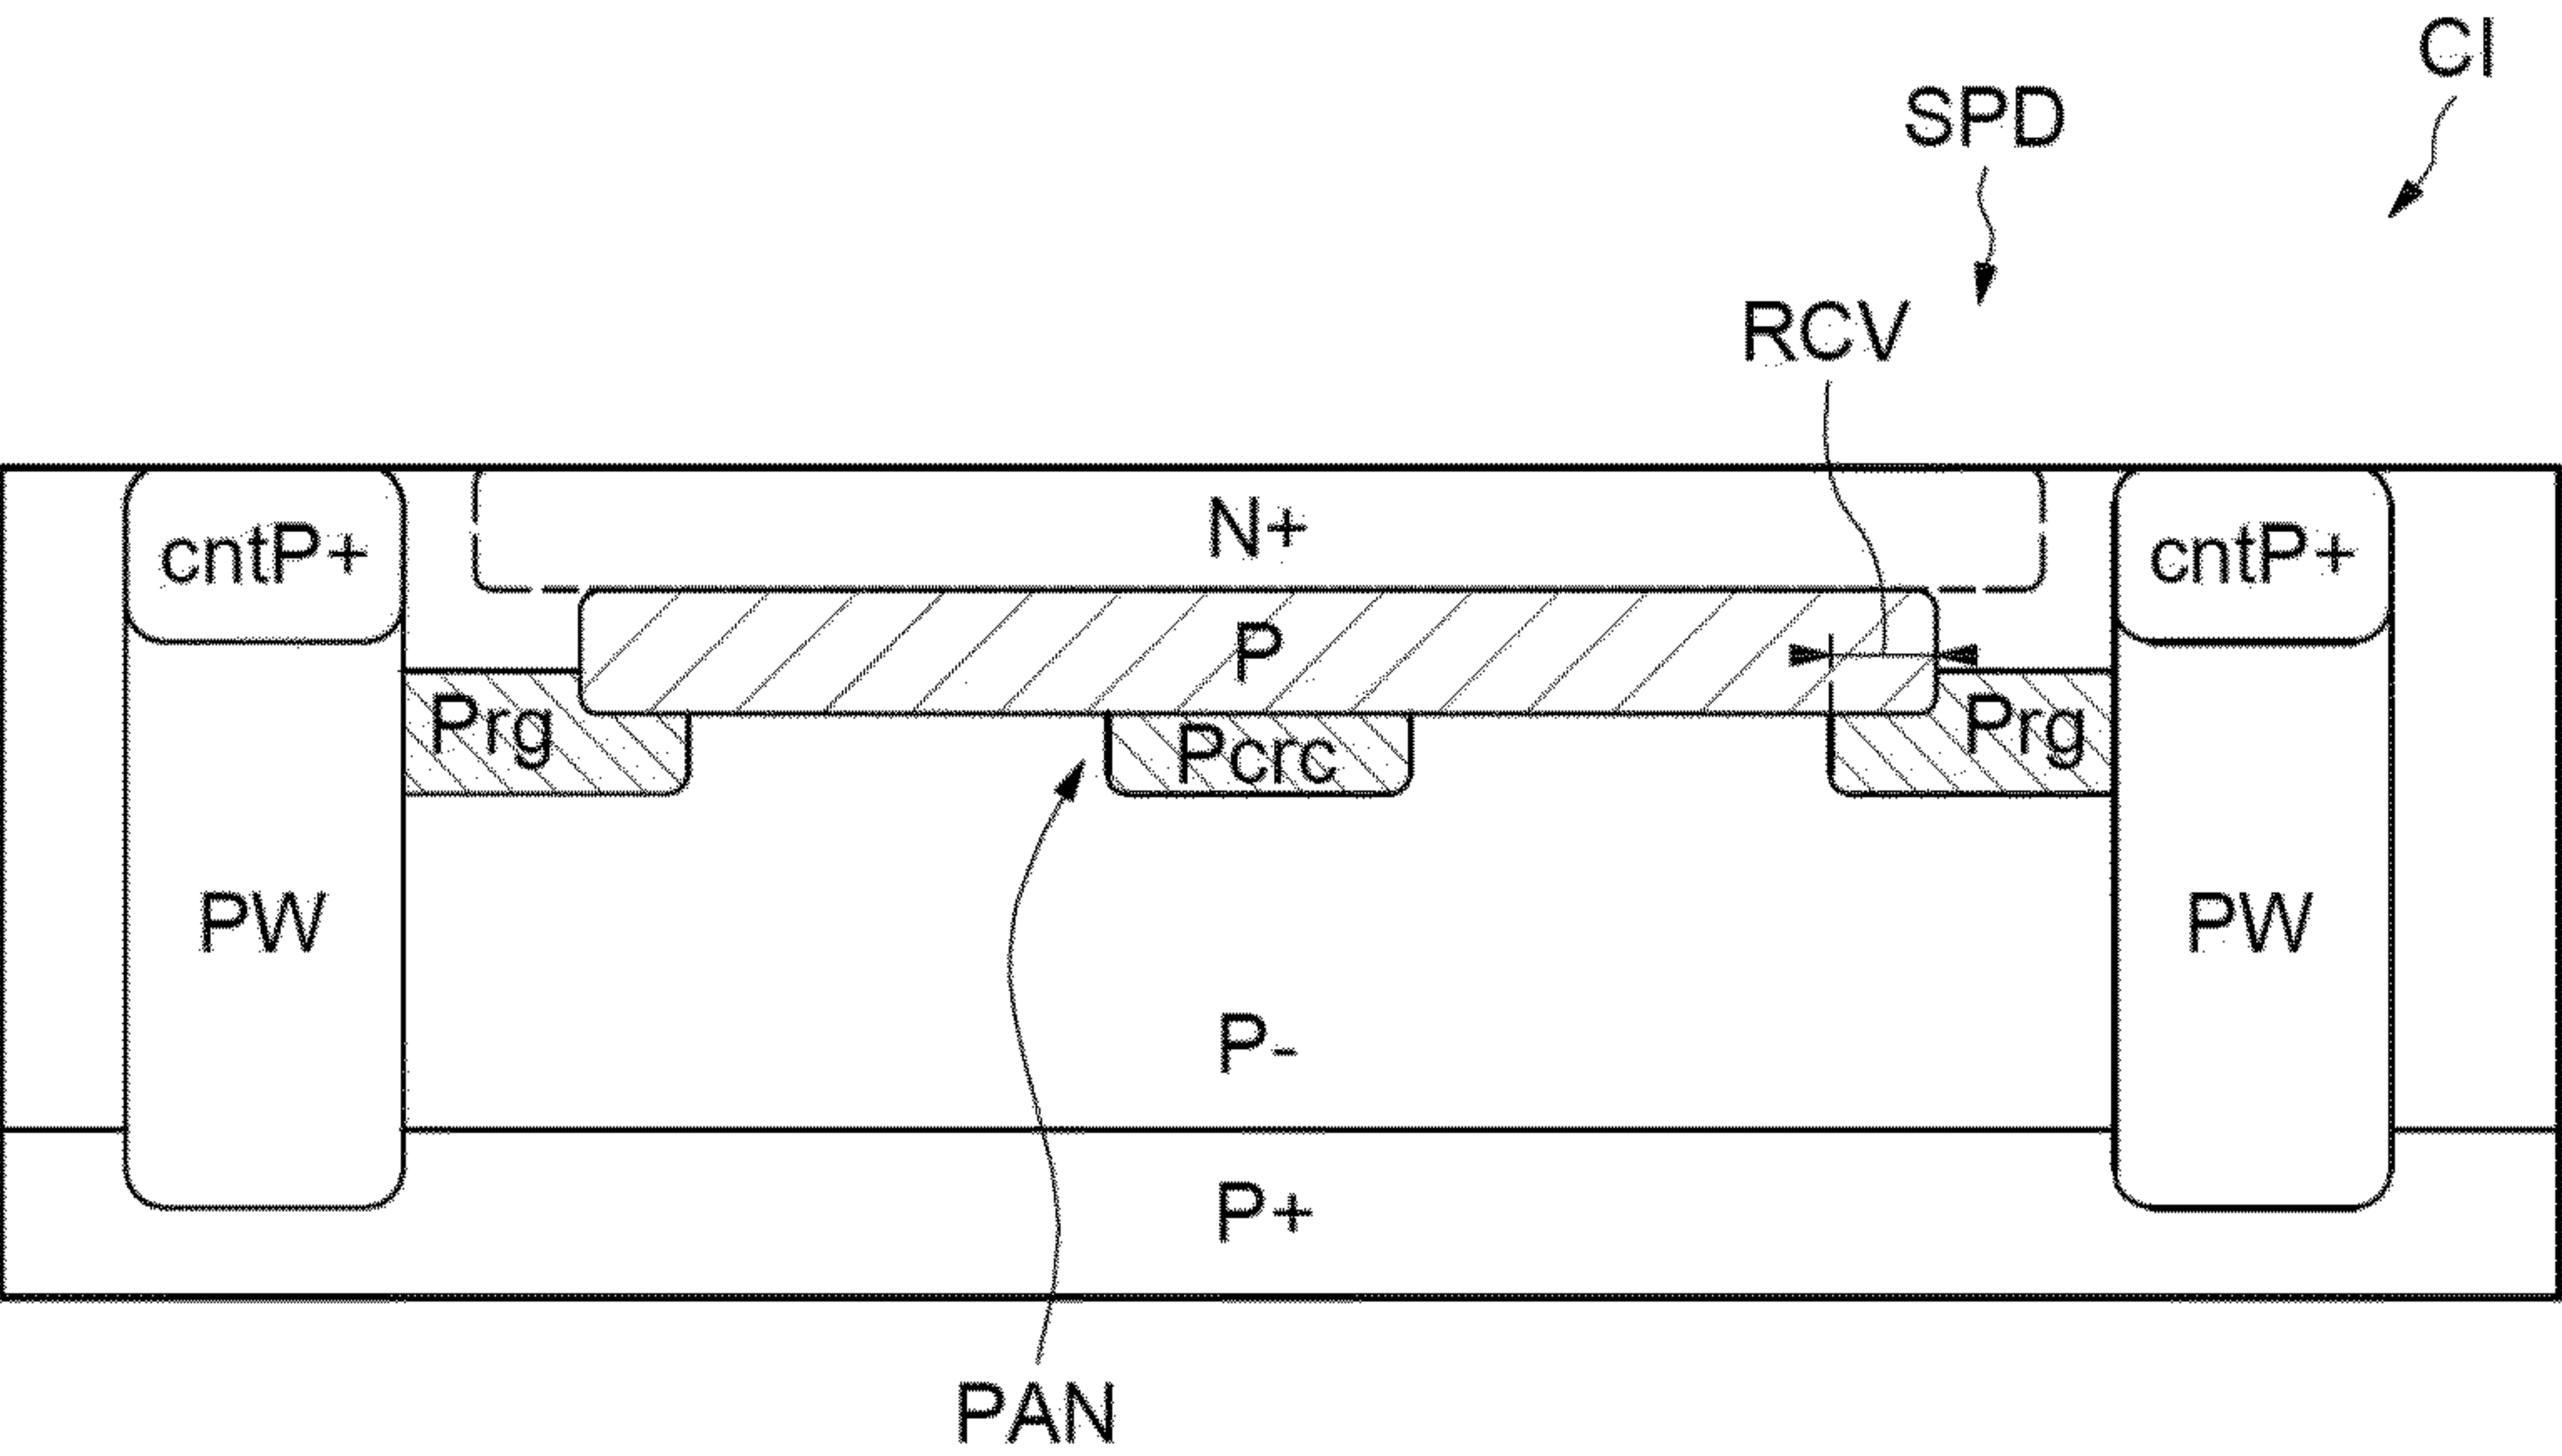 CI
SPD
RCV
cntP+
N+
cntP+
P
Prg
Pcrc
Prg
PW
PW
P-
P+
PAN